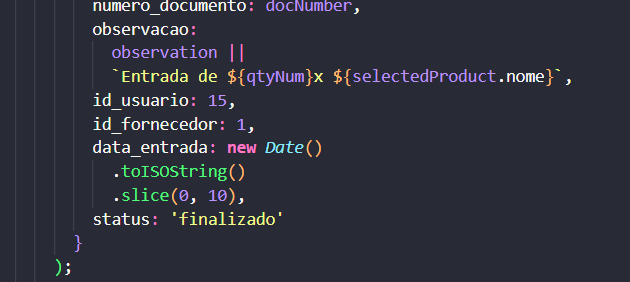 numero_documento: docNumber,
observacao:
observation ||
`Entrada de ${qtyNum}x ${selectedProduct.nome}`,
id_usuario: 15,
id_fornecedor: 1,
data_entrada: new Date()
.toISOString()
.slice(0, 10),
status: 'finalizado'
}
);